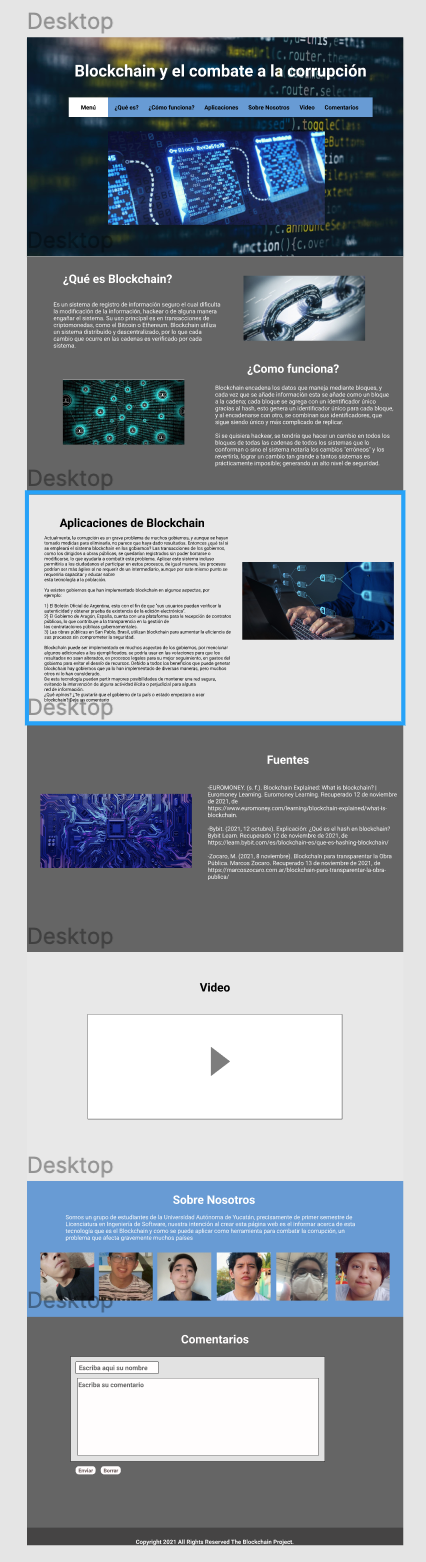 Desktop
Blockchain y el combate a la corrupción
Menú ¿Qué es? ¿Cómo funciona? Aplicaciones Sobre Nosotros Video Comentarios
Desktop
¿Qué es Blockchain?
Es un sistema de registro de información seguro el cual dificulta
la modificación de la información, hackear o de alguna manera
engañar el sistema. Su uso principal es en transacciones de
criptomonedas, como el Bitcoin o Ethereum. Blockchain utiliza
un sistema distribuido y descentralizado, por lo que cada
cambio que ocurre en las cadenas es verificado por cada
sistema.
¿Como funciona?
Blockchain encadena los datos que maneja mediante bloques, y
cada vez que se añade información esta se añade como un bloque
a la cadena; cada bloque se agrega con un identificador único
gracias al hash, esto genera un identificador único para cada bloque,
y al encadenarse con otro, se combinan sus identificadores, que
sigue siendo único y más complicado de replicar.
Si se quisiera hackear, se tendría que hacer un cambio en todos los
bloques de todas las cadenas de todos los sistemas que lo
conforman o sino el sistema notaría los cambios "erróneos" y los
revertiría, lograr un cambio tan grande a tantos sistemas es
prácticamente imposible; generando un alto nivel de seguridad.
Desktop
Aplicaciones de Blockchain
Actualmente, la corrupción es un grave problema de muchos gobiernos, y aunque se hayan
tomado medidas para eliminarla, no parece que haya dado resultados. Entonces ¿qué tal si
se empleara el sistema blockchain en los gobiernos? Las transacciones de los gobiernos,
como los dirigidos a obras públicas, se quedarían registrados sin poder borrarse o
modificarse, lo que ayudaría a combatir este problema. Aplicar este sistema incluso
permitiría a los ciudadanos el participar en estos procesos, de igual manera, los procesos
podrían ser más ágiles al no requerir de un intermediario, aunque por este mismo punto se
requeriría capacitar y educar sobre
esta tecnología a la población.
Ya existen gobiernos que han implementado blockchain en algunos aspectos, por
ejemplo:
1) El Boletín Oficial de Argentina, esto con el fin de que "sus usuarios puedan verificar la
autenticidad y obtener prueba de existencia de la edición electrónica".
2) El Gobierno de Aragón, España, cuenta con una plataforma para la recepción de contratos
públicos, lo que contribuye a la transparencia en la gestión de
las contrataciones públicas gubernamentales.
3) Las obras públicas en San Pablo, Brasil, utilizan blockchain para aumentar la eficiencia de
sus procesos sin comprometer la seguridad.
Blockchain puede ser implementado en muchos aspectos de los gobiernos, por mencionar
algunos adicionales a los ejemplificados, se podría usar en las votaciones para que los
resultados no sean alterados, en procesos legales para su mejor seguimiento, en gastos del
gobierno para evitar el desvío de recursos. Debido a todos los beneficios que puede generar
blockchain hay gobiernos que ya lo han implementado de diversas maneras, pero muchos
otros ni lo han considerado.
De esta tecnología pueden partir mayores posibilidades de mantener una red segura,
evitando la intervención de alguna actividad ilícita o perjudicial para alguna
red de información.
¿Qué opinas? ¿Te gustaría que el gobierno de tu país o estado empezara a usar
blockchain? Deja un comentario
Desktop
Fuentes
-EUROMONEY. (s. f.). Blockchain Explained: What is blockchain? |
Euromoney Learning. Euromoney Learning. Recuperado 12 de noviembre
de 2021, de
https://www.euromoney.com/learning/blockchain-explained/what-is-
blockchain.
-Bybit. (2021, 12 octubre). Explicación: ¿Qué es el hash en blockchain?
Bybit Learn. Recuperado 12 de noviembre de 2021, de
https://learn.bybit.com/es/blockchain-es/que-es-hashing-blockchain/
-Zocaro, M. (2021, 8 noviembre). Blockchain para transparentar la Obra
Pública. Marcos Zocaro. Recuperado 13 de noviembre de 2021, de
https://marcoszocaro.com.ar/blockchain-para-transparentar-la-obra-
publica/
Desktop
Video
Desktop
Sobre Nosotros
Somos un grupo de estudiantes de la Universidad Autónoma de Yucatán, precisamente de primer semestre de
Licenciatura en Ingeniería de Software, nuestra intención al crear esta página web es el informar acerca de esta
tecnología que es el Blockchain y como se puede aplicar como herramienta para combatir la corrupción, un
problema que afecta gravemente muchos países
Desktop
Comentarios
Escriba aqui su nombre
Escriba su comentario
Enviar Borrar
Copyright 2021 All Rights Reserved The Blockchain Project.